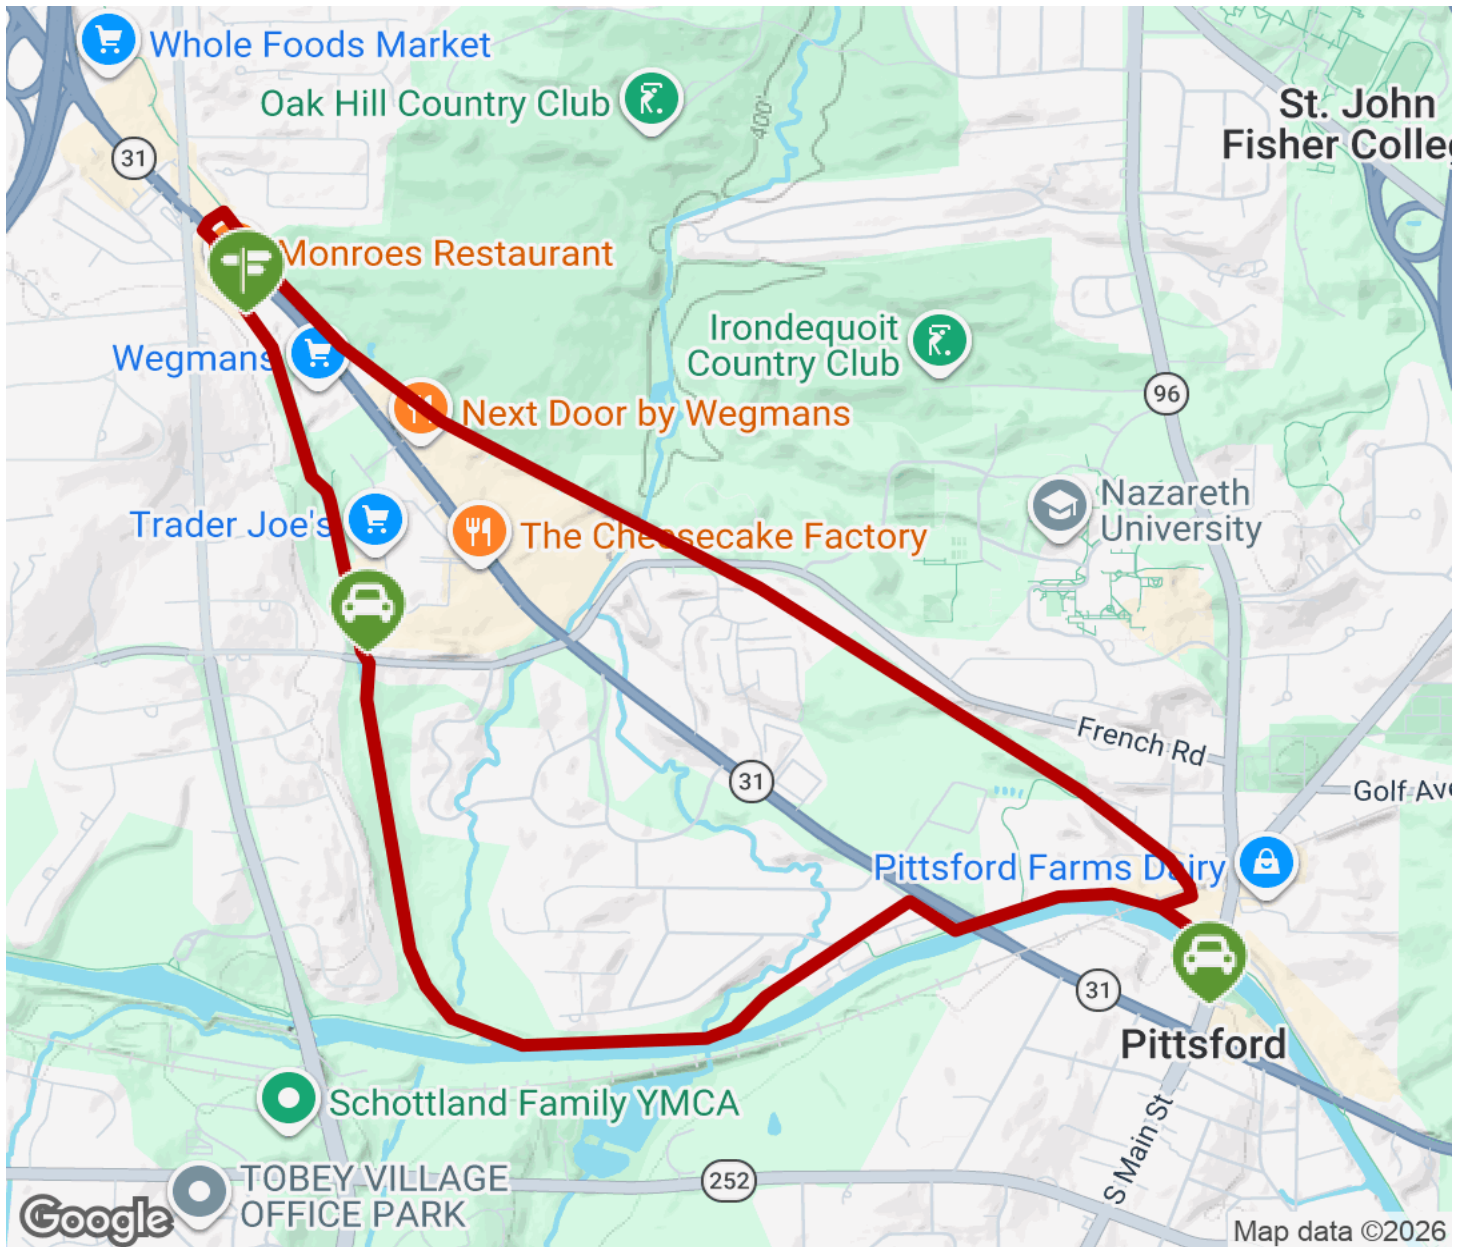 Whole Foods Market
Oak Hill Country Club
400'
St. John
Fisher Colleg
31
Monroes Restaurant
Irondequoit
Country Club
Wegmans
96
Next Door by Wegmans
Nazareth
University
Trader Joe's
The Cheesecake Factory
French Rd
31
Golf Ave
Pittsford Farms Dairy
31
Pittsford
Schottland Family YMCA
S Main St
TOBEY VILLAGE
OFFICE PARK
252
Google
Map data ©2026